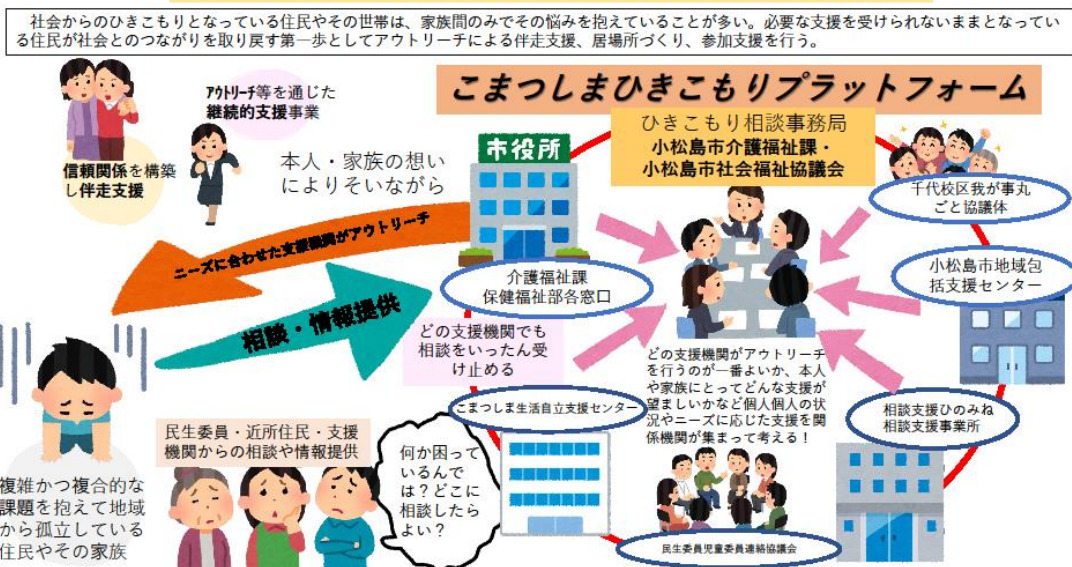 社会からのひきこもりとなっている住民やその世帯は、家族間のみでその悩みを抱えていることが多い。必要な支援を受けられないままとなってい
る住民が社会とのつながりを取り戻す第一歩としてアウトリーチによる伴走支援、居場所づくり、参加支援を行う。
こまつしまひきこもりプラットフォーム
アウトリーチ等を通じた
継続的支援事業
信頼関係を構築
し伴走支援
本人・家族の想い
によりそいながら
市役所
ひきこもり相談事務局
小松島市介護福祉課・
小松島市社会福祉協議会
千代校区我が事丸
ごと協議体
ニーズに合わせた支援機関がアウトリーチ
介護福祉課
保健福祉部各窓口
小松島市地域包
括支援センター
相談・情報提供
どの支援機関でも
相談をいったん受
け止める
どの支援機関がアウトリーチ
を行うのが一番よいか、本人
や家族にとってどんな支援が
望ましいかなど個人個人の状
況やニーズに応じた支援を関
係機関が集まって考える！
こまつしま生活自立支援センター
相談支援ひのみね
相談支援事業所
民生委員・近所住民・支援
機関からの相談や情報提供
何か困って
いるんで
は？どこに
相談したら
よい？
複雑かつ複合的な
課題を抱えて地域
から孤立している
住民やその家族
民生委員児童委員連絡協議会